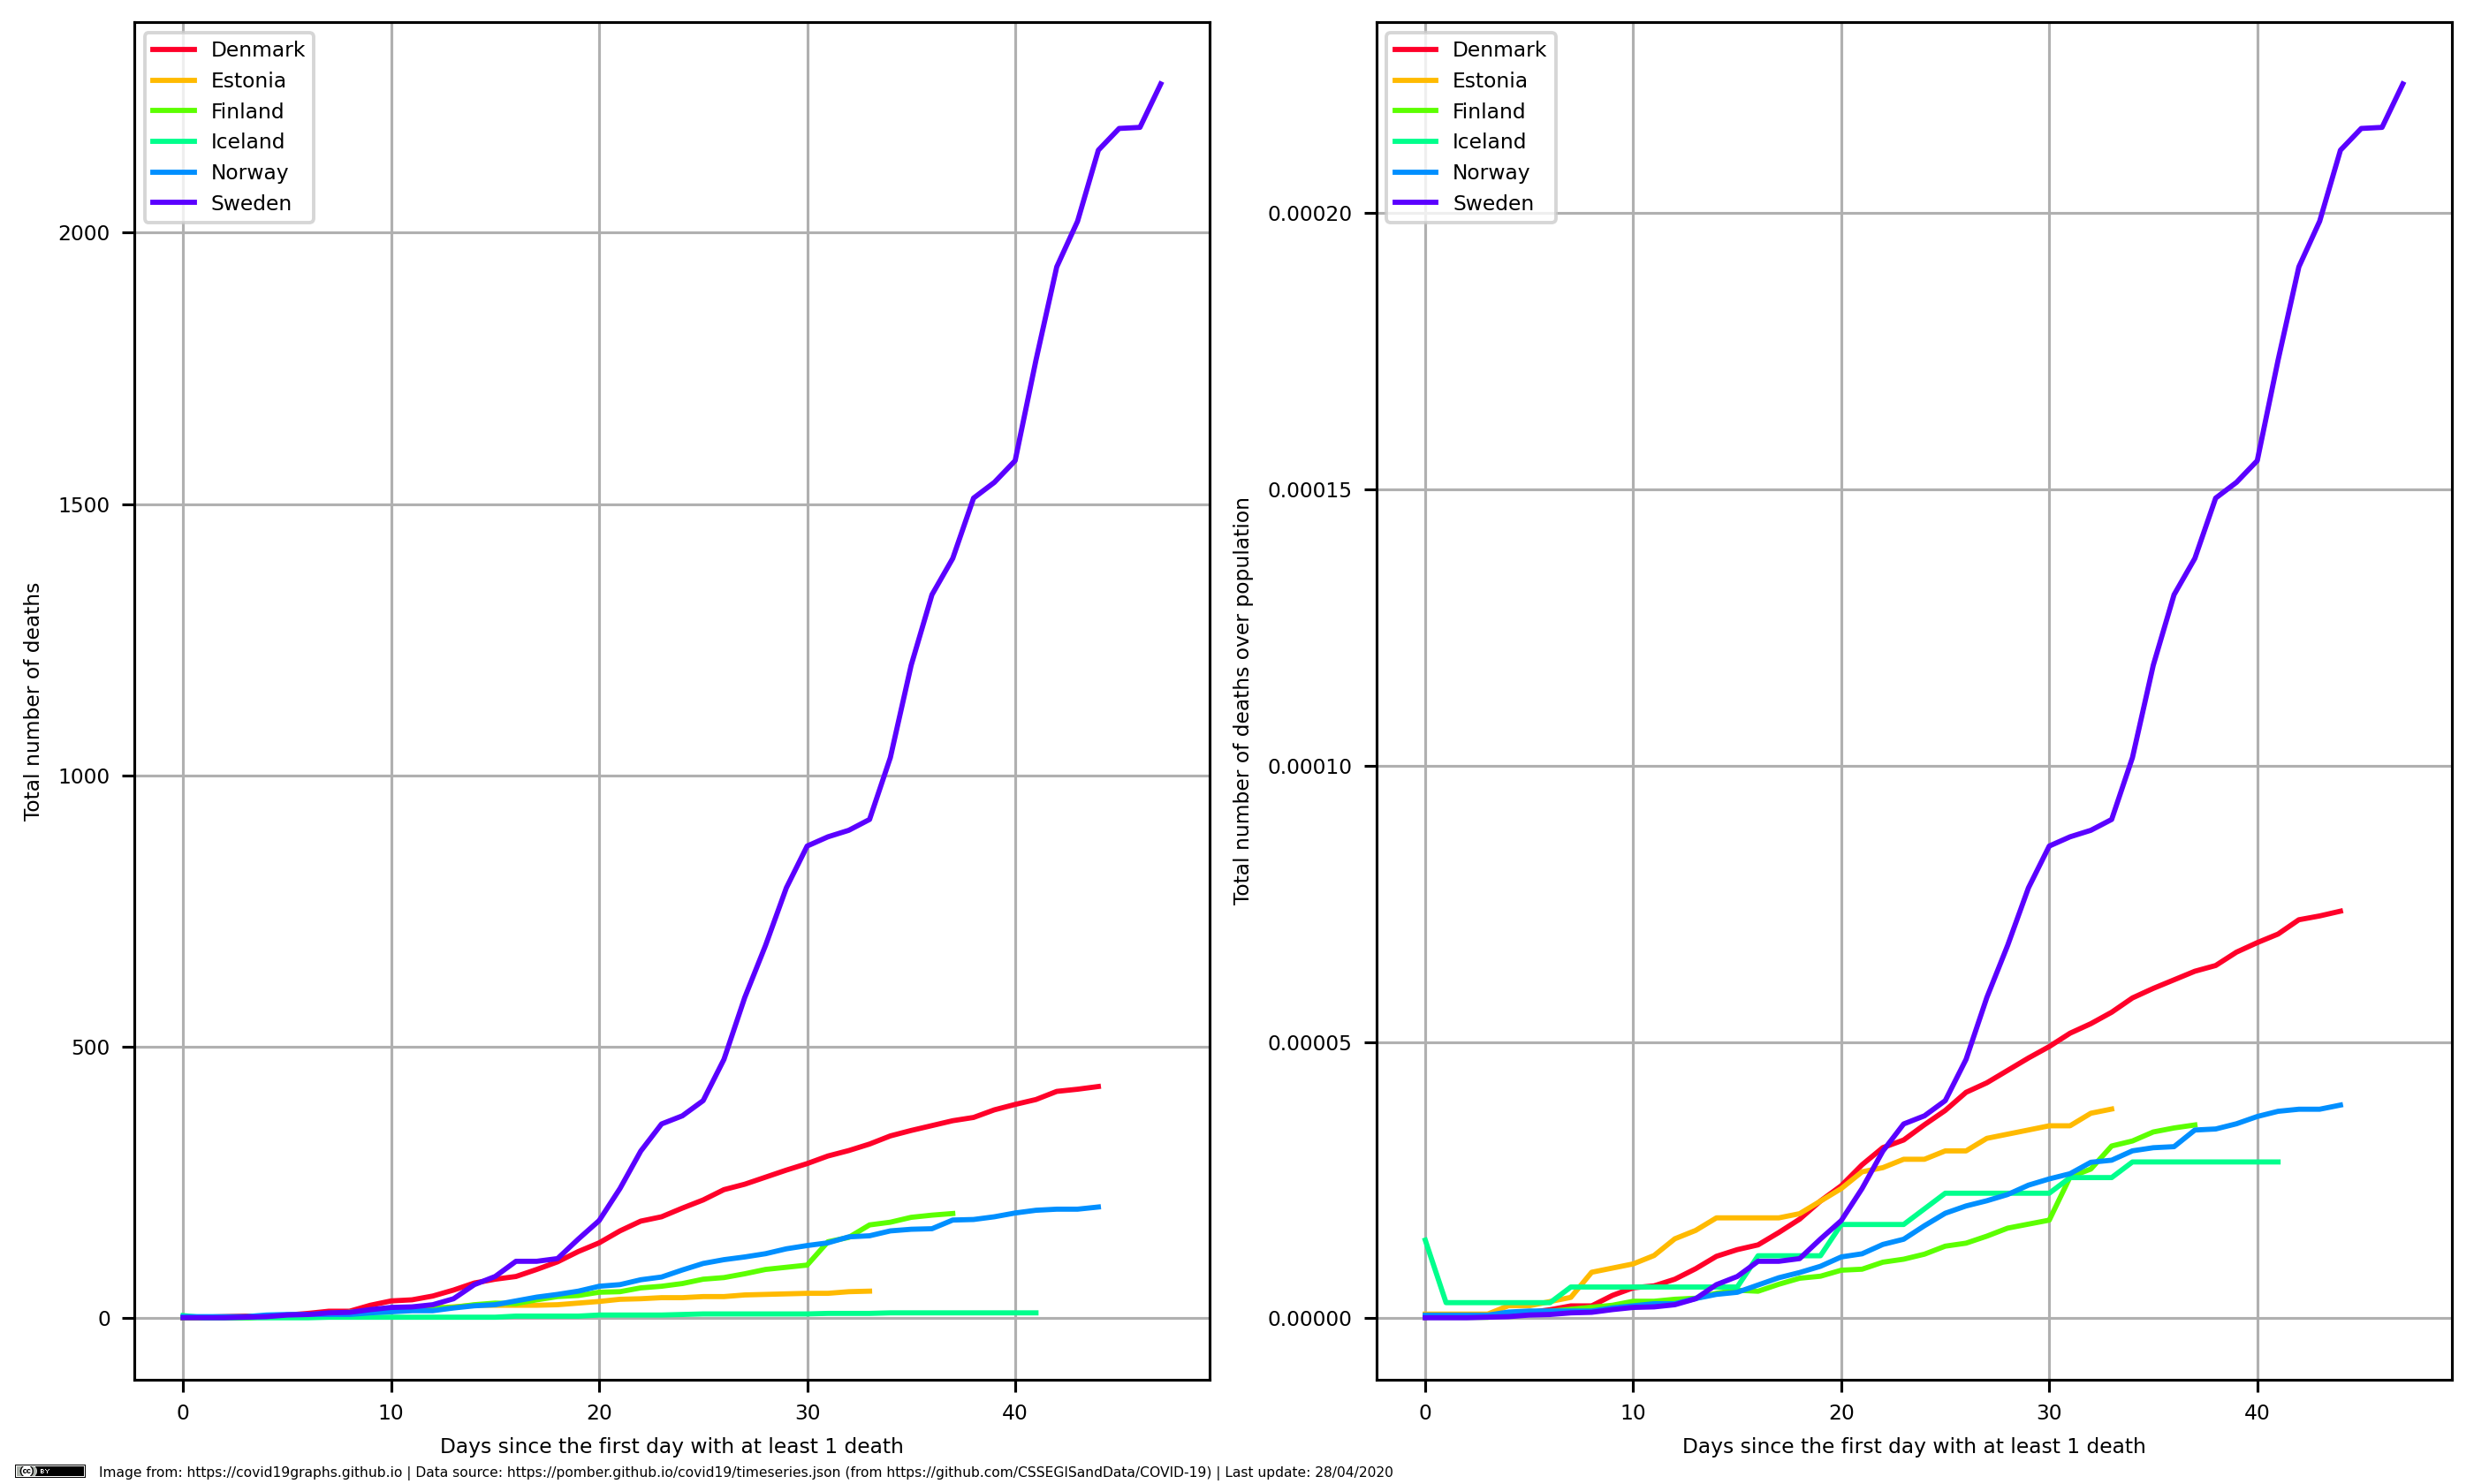 Denmark
Estonia
Finland
Iceland
Norway
Sweden
2000
1500
1000
500
0
Total number of deaths
0 10 20 30 40
Days since the first day with at least 1 death
Denmark
Estonia
Finland
Iceland
Norway
Sweden
0.00020
0.00015
0.00010
0.00005
0.00000
Total number of deaths over population
0 10 20 30 40
Days since the first day with at least 1 death
(cc) BY
Image from: https://covid19graphs.github.io | Data source: https://pomber.github.io/covid19/timeseries.json (from https://github.com/CSSEGISandData/COVID-19) | Last update: 28/04/2020